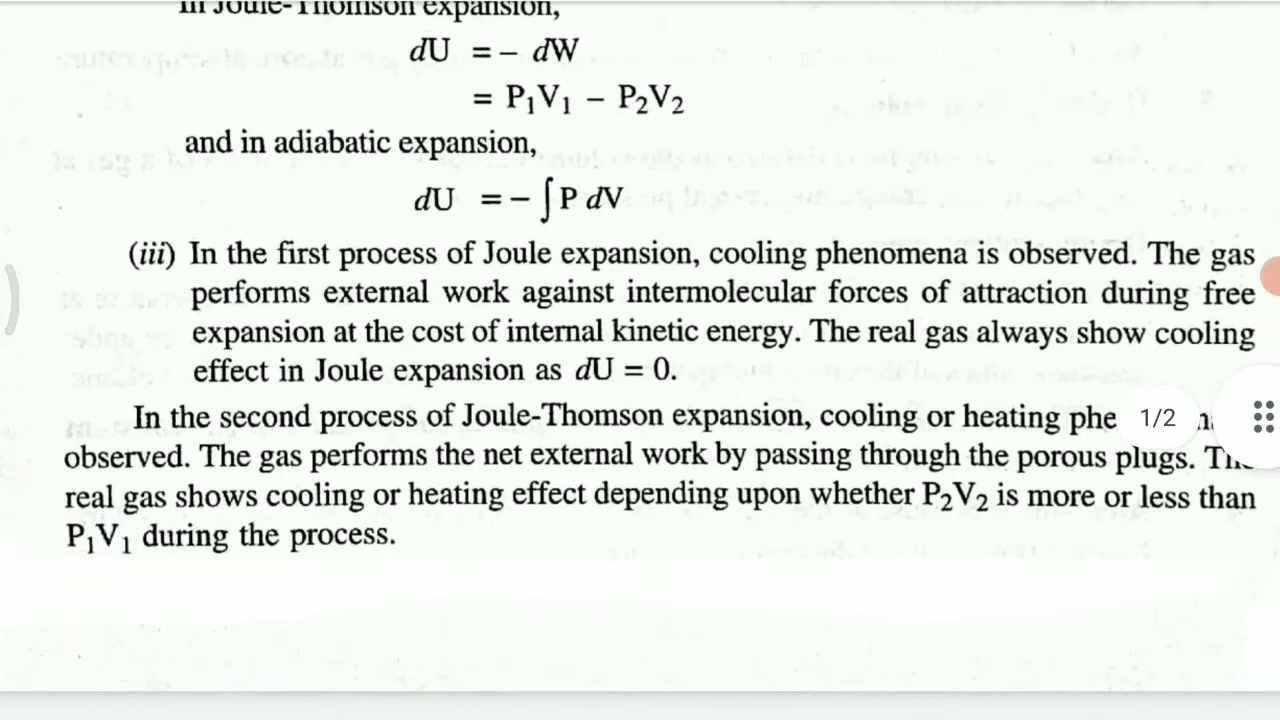 in Joule-Thomson expansion,
dU = – dW
= P₁V₁ – P₂V₂
and in adiabatic expansion,
dU = – ∫ P dV
(iii) In the first process of Joule expansion, cooling phenomena is observed. The gas
performs external work against intermolecular forces of attraction during free
expansion at the cost of internal kinetic energy. The real gas always show cooling
effect in Joule expansion as dU = 0.
In the second process of Joule-Thomson expansion, cooling or heating phe
1/2
observed. The gas performs the net external work by passing through the porous plugs. The
real gas shows cooling or heating effect depending upon whether P₂V₂ is more or less than
P₁V₁ during the process.